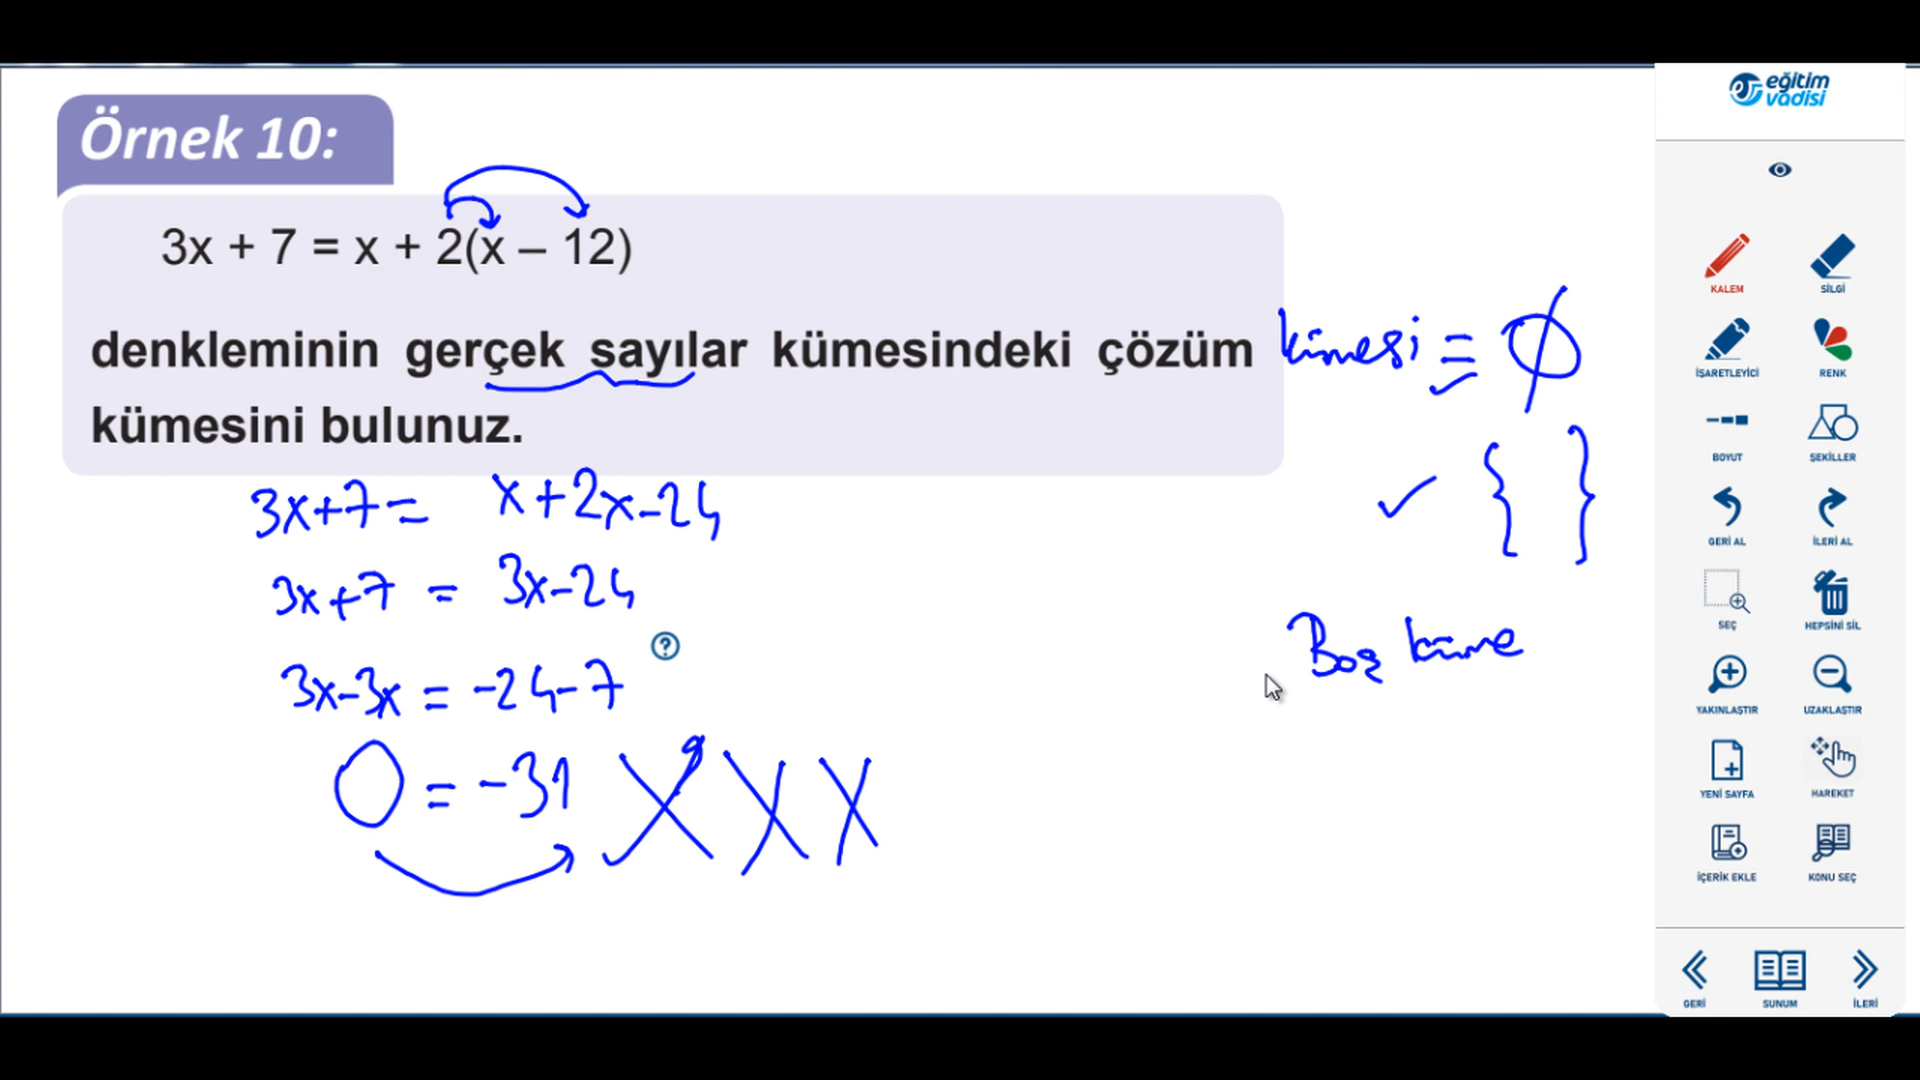 Örnek 10:
3x + 7 = x + 2(x – 12)
denkleminin gerçek sayılar kümesindeki çözüm
kümesini bulunuz.
kümesi = ∅
{ }
Boş küme
3x+7= x+2x-24
3x+7 = 3x-24
3x-3x = -24-7
0 = -31
eğitim
vadisi
KALEM
SİLGİ
İŞARETLEYİCİ
RENK
BOYUT
ŞEKİLLER
GERİ AL
İLERİ AL
SEÇ
HEPSİNİ SİL
YAKINLAŞTIR
UZAKLAŞTIR
YENİ SAYFA
HAREKET
İÇERİK EKLE
KONU SEÇ
GERİ
SUNUM
İLERİ